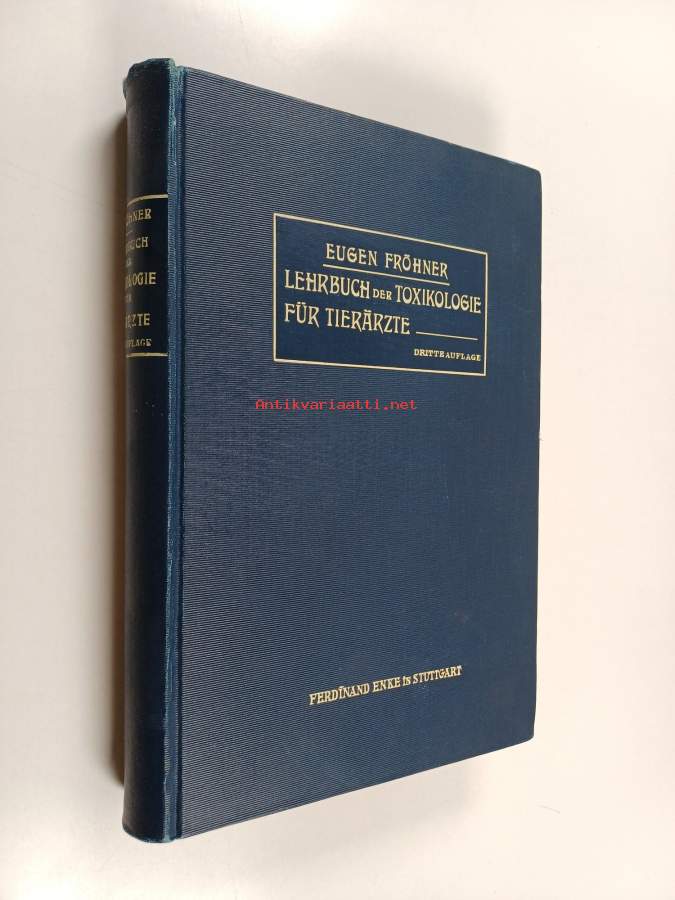 EUGEN FRÖHNER
LEHRBUCH DER TOXIKOLOGIE
FÜR TIERÄRZTE
DRITTE AUFLAGE
Antikvariaatti.net
FERDINAND ENKE in STUTTGART